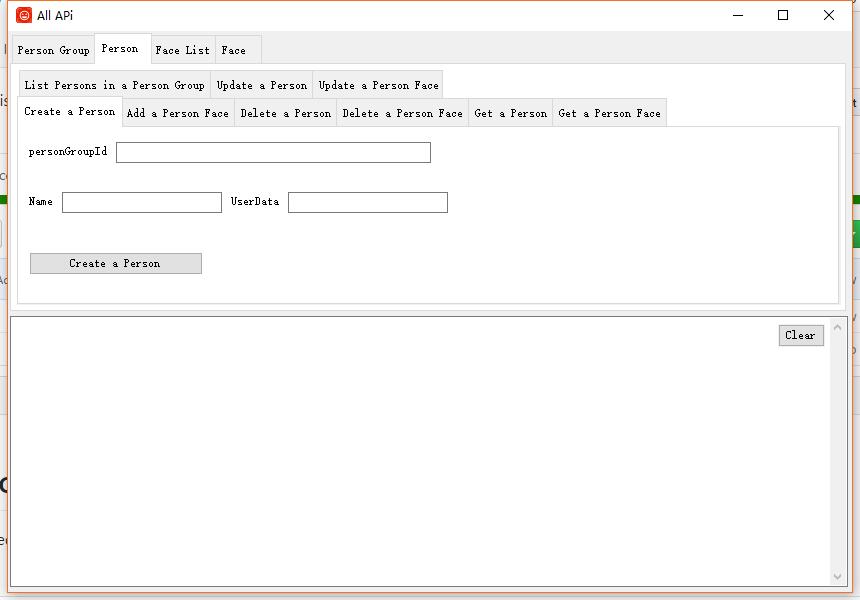 All APi
Person Group Person Face List Face
List Persons in a Person Group Update a Person Update a Person Face
Create a Person Add a Person Face Delete a Person Delete a Person Face Get a Person Get a Person Face
personGroupId
Name UserData
Create a Person
Clear